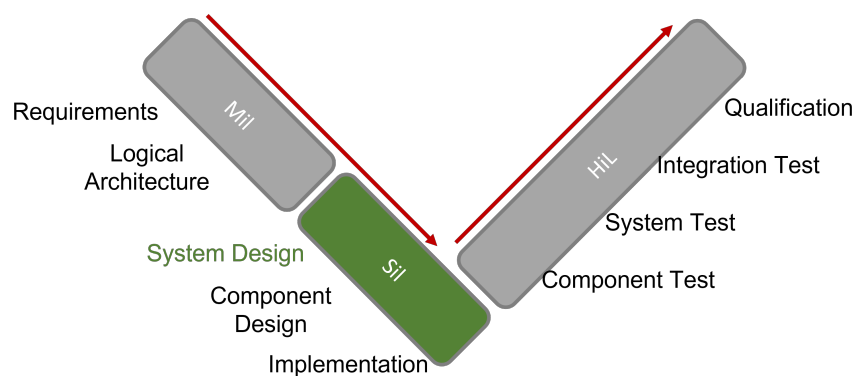 Mil
Requirements
Logical
Architecture
System Design
Sil
Component
Design
Implementation
HiL
Qualification
Integration Test
System Test
Component Test